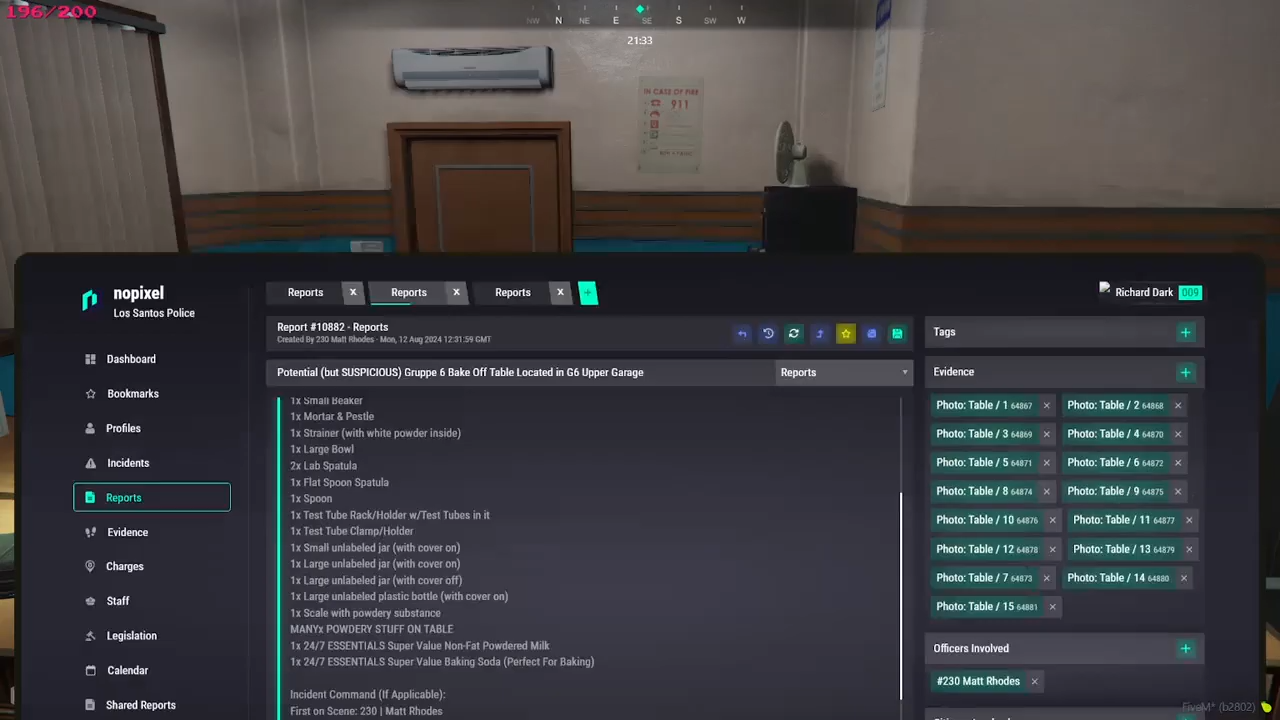 196/200
NW N NE E SE S SW W
21:33
IN CASE OF FIRE
911
nopixel
Los Santos Police
Dashboard
Bookmarks
Profiles
Incidents
Reports
Evidence
Charges
Staff
Legislation
Calendar
Shared Reports
Reports x Reports x Reports x +
Richard Dark 009
Report #10882 - Reports
Created By 230 Matt Rhodes - Mon, 12 Aug 2024 12:31:59 GMT
Potential (but SUSPICIOUS) Gruppe 6 Bake Off Table Located in G6 Upper Garage
Reports
1x Small Beaker
1x Mortar & Pestle
1x Strainer (with white powder inside)
1x Large Bowl
2x Lab Spatula
1x Flat Spoon Spatula
1x Spoon
1x Test Tube Rack/Holder w/Test Tubes in it
1x Test Tube Clamp/Holder
1x Small unlabeled jar (with cover on)
1x Large unlabeled jar (with cover on)
1x Large unlabeled jar (with cover off)
1x Large unlabeled plastic bottle (with cover on)
1x Scale with powdery substance
MANYx POWDERY STUFF ON TABLE
1x 24/7 ESSENTIALS Super Value Non-Fat Powdered Milk
1x 24/7 ESSENTIALS Super Value Baking Soda (Perfect For Baking)
Incident Command (If Applicable):
First on Scene: 230 | Matt Rhodes
Tags +
Evidence +
Photo: Table / 1 64867 × Photo: Table / 2 64868 ×
Photo: Table / 3 64869 × Photo: Table / 4 64870 ×
Photo: Table / 5 64871 × Photo: Table / 6 64872 ×
Photo: Table / 8 64874 × Photo: Table / 9 64875 ×
Photo: Table / 10 64876 × Photo: Table / 11 64877 ×
Photo: Table / 12 64878 × Photo: Table / 13 64879 ×
Photo: Table / 7 64873 × Photo: Table / 14 64880 ×
Photo: Table / 15 64881 ×
Officers Involved +
#230 Matt Rhodes ×
FiveM* (b2802)